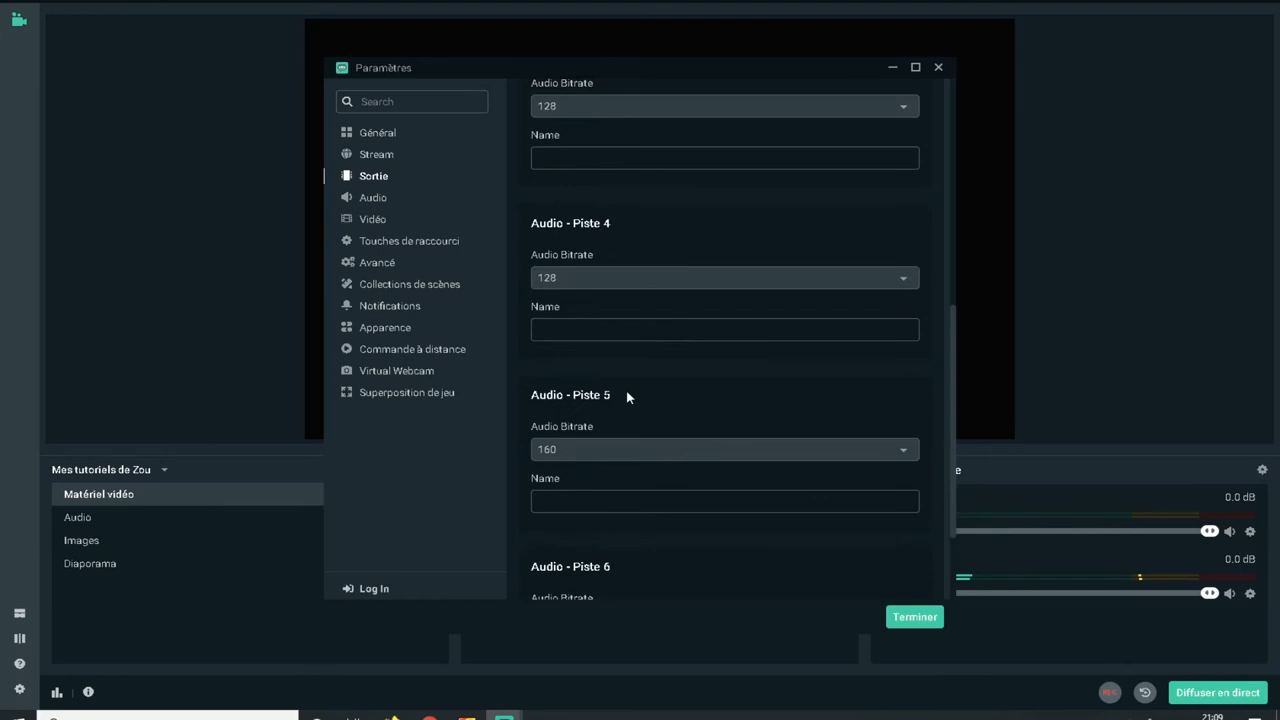 Paramètres
Search
Général
Stream
Sortie
Audio
Vidéo
Touches de raccourci
Avancé
Collections de scènes
Notifications
Apparence
Commande à distance
Virtual Webcam
Superposition de jeu
Log In
Audio Bitrate
128
Name
Audio - Piste 4
Audio Bitrate
128
Name
Audio - Piste 5
Audio Bitrate
160
Name
Audio - Piste 6
Audio Bitrate
Terminer
Mes tutoriels de Zou
Matériel vidéo
Audio
Images
Diaporama
0.0 dB
0.0 dB
REC
Diffuser en direct
21:09